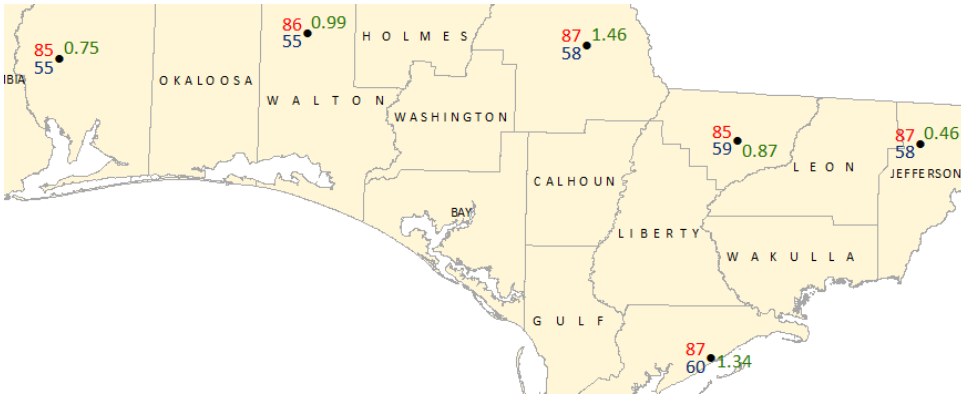 86 0.99
55
HOLMES
87 1.46
58
85 0.75
55
IBIA
OKALOOSA
WALTON
WASHINGTON
85
59 0.87
87 0.46
58
LEON
JEFFERSON
CALHOUN
BAY
LIBERTY
WAKULLA
GULF
87
60 1.34